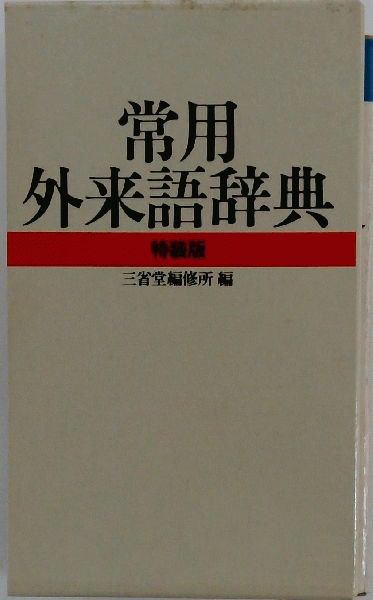 常用
外来語辞典
特装版
三省堂編修所 編